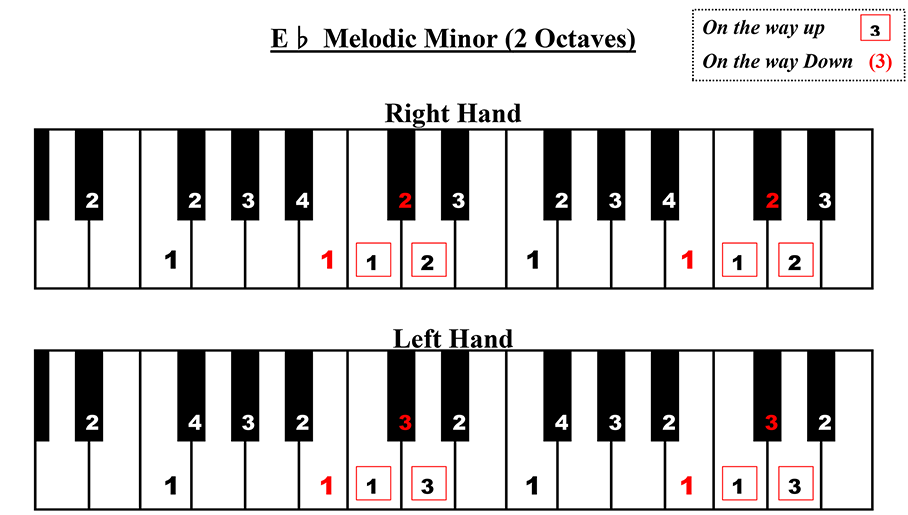 E♭ Melodic Minor (2 Octaves)
On the way up 3
On the way Down (3)
Right Hand
2 2 3 4 2 3 2 3 4 2 3
1 1 1 2 1 1 1 2
Left Hand
2 4 3 2 3 2 4 3 2 3 2
1 1 1 3 1 1 1 3